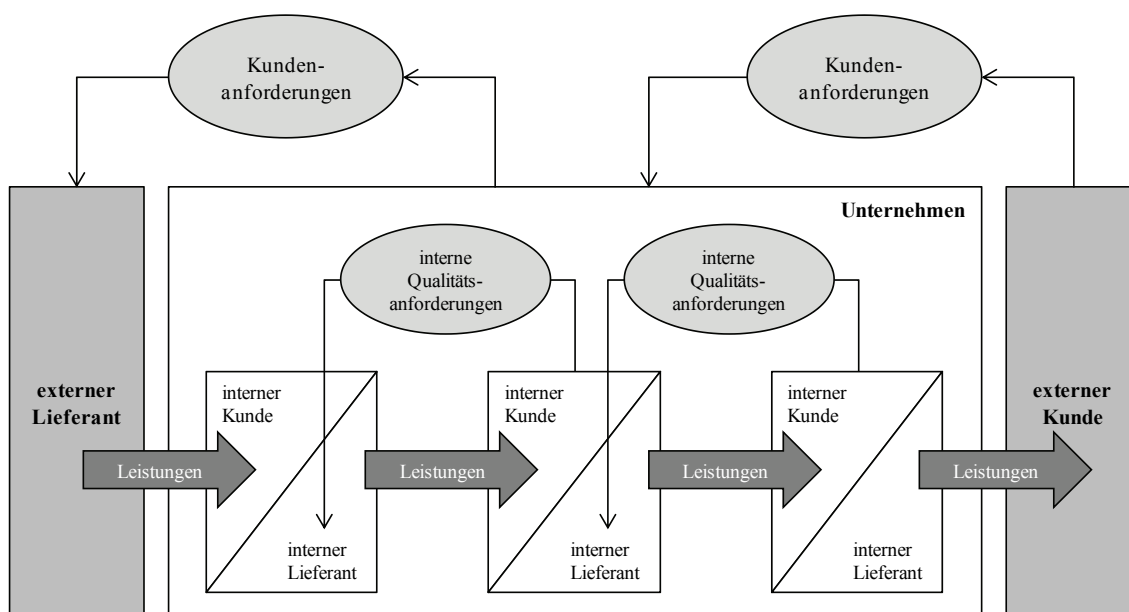 Kunden-
anforderungen
Kunden-
anforderungen
Unternehmen
interne
Qualitäts-
anforderungen
interne
Qualitäts-
anforderungen
externer
Lieferant
interner
Kunde
interner
Kunde
interner
Kunde
externer
Kunde
Leistungen
Leistungen
Leistungen
Leistungen
interner
Lieferant
interner
Lieferant
interner
Lieferant